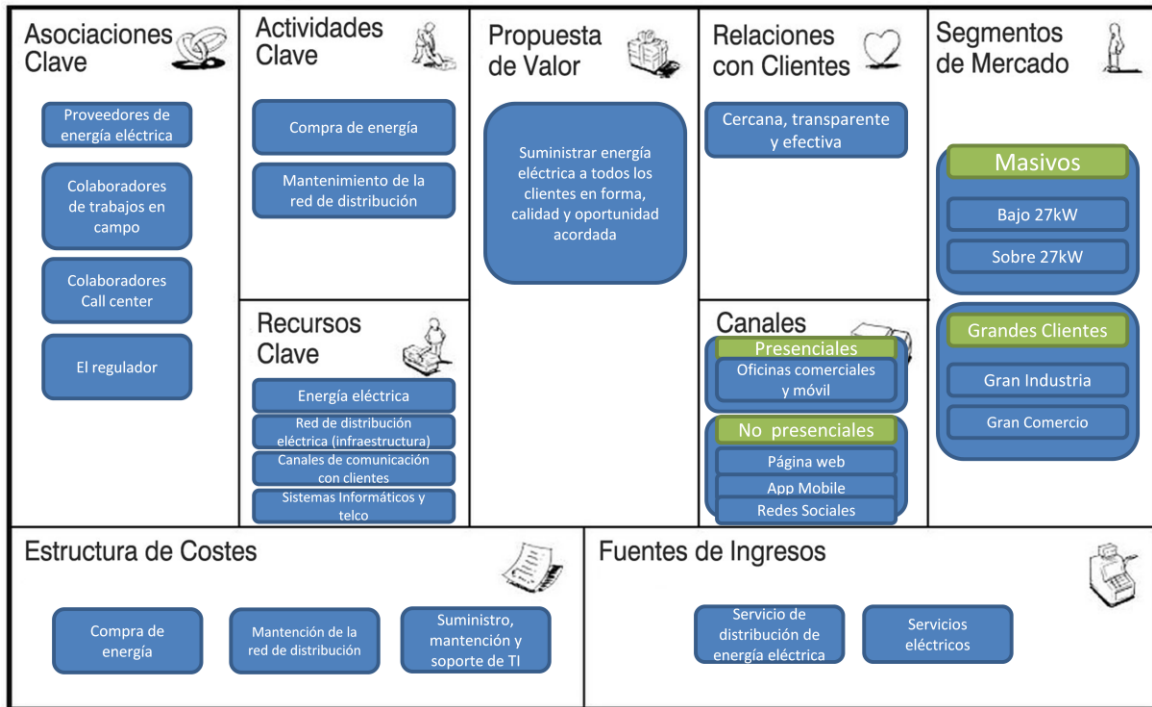 Asociaciones
Clave
Proveedores de
energía eléctrica
Colaboradores
de trabajos en
campo
Colaboradores
Call center
El regulador
Actividades
Clave
Compra de energía
Mantenimiento de la
red de distribución
Recursos
Clave
Energía eléctrica
Red de distribución
eléctrica (infraestructura)
Canales de comunicación
con clientes
Sistemas Informáticos y
telco
Propuesta
de Valor
Suministrar energía
eléctrica a todos los
clientes en forma,
calidad y oportunidad
acordada
Relaciones
con Clientes
Cercana, transparente
y efectiva
Canales
Presenciales
Oficinas comerciales
y móvil
No presenciales
Página web
App Mobile
Redes Sociales
Segmentos
de Mercado
Masivos
Bajo 27kW
Sobre 27kW
Grandes Clientes
Gran Industria
Gran Comercio
Estructura de Costes
Compra de
energía
Mantención de la
red de distribución
Suministro,
mantención y
soporte de TI
Fuentes de Ingresos
Servicio de
distribución de
energía eléctrica
Servicios
eléctricos